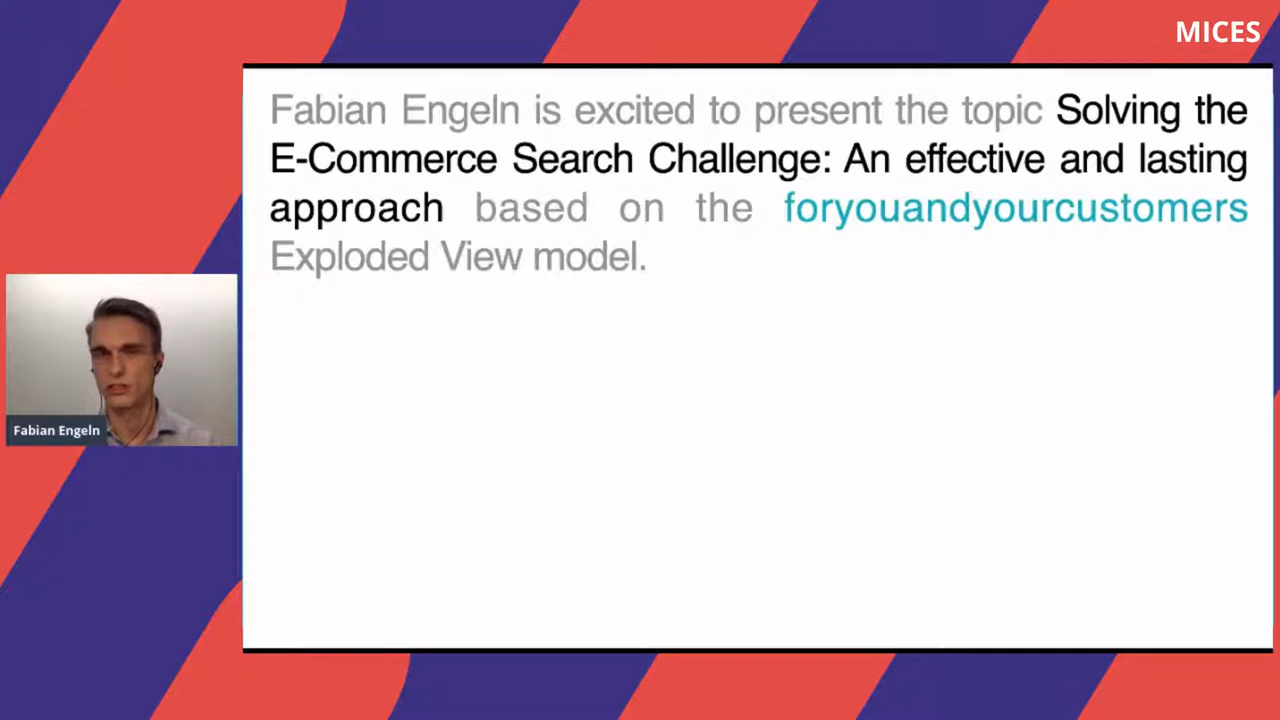 MICES
Fabian Engeln is excited to present the topic Solving the
E-Commerce Search Challenge: An effective and lasting
approach based on the foryouandyourcustomers
Exploded View model.
Fabian Engeln